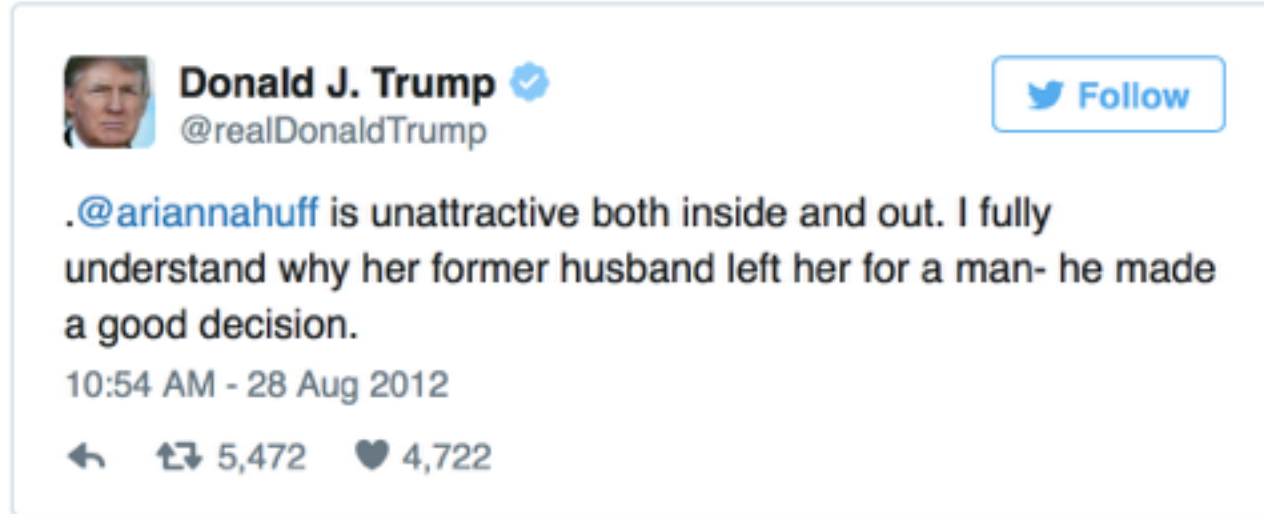 Donald J. Trump
@realDonaldTrump
Follow
.@ariannahuff is unattractive both inside and out. I fully
understand why her former husband left her for a man- he made
a good decision.
10:54 AM - 28 Aug 2012
5,472 4,722